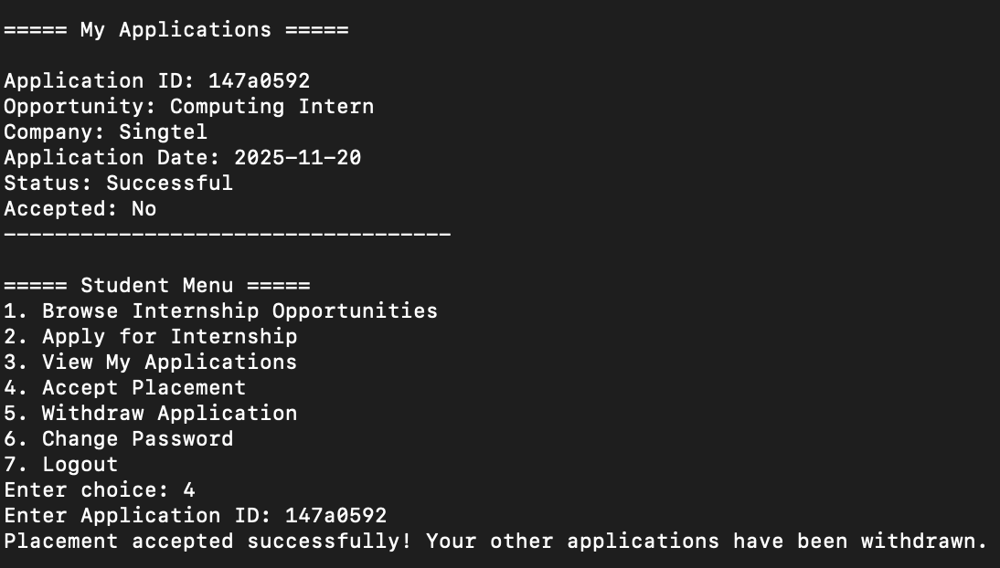 ===== My Applications =====
Application ID: 147a0592
Opportunity: Computing Intern
Company: Singtel
Application Date: 2025-11-20
Status: Successful
Accepted: No
-----------------------------------
===== Student Menu =====
1. Browse Internship Opportunities
2. Apply for Internship
3. View My Applications
4. Accept Placement
5. Withdraw Application
6. Change Password
7. Logout
Enter choice: 4
Enter Application ID: 147a0592
Placement accepted successfully! Your other applications have been withdrawn.